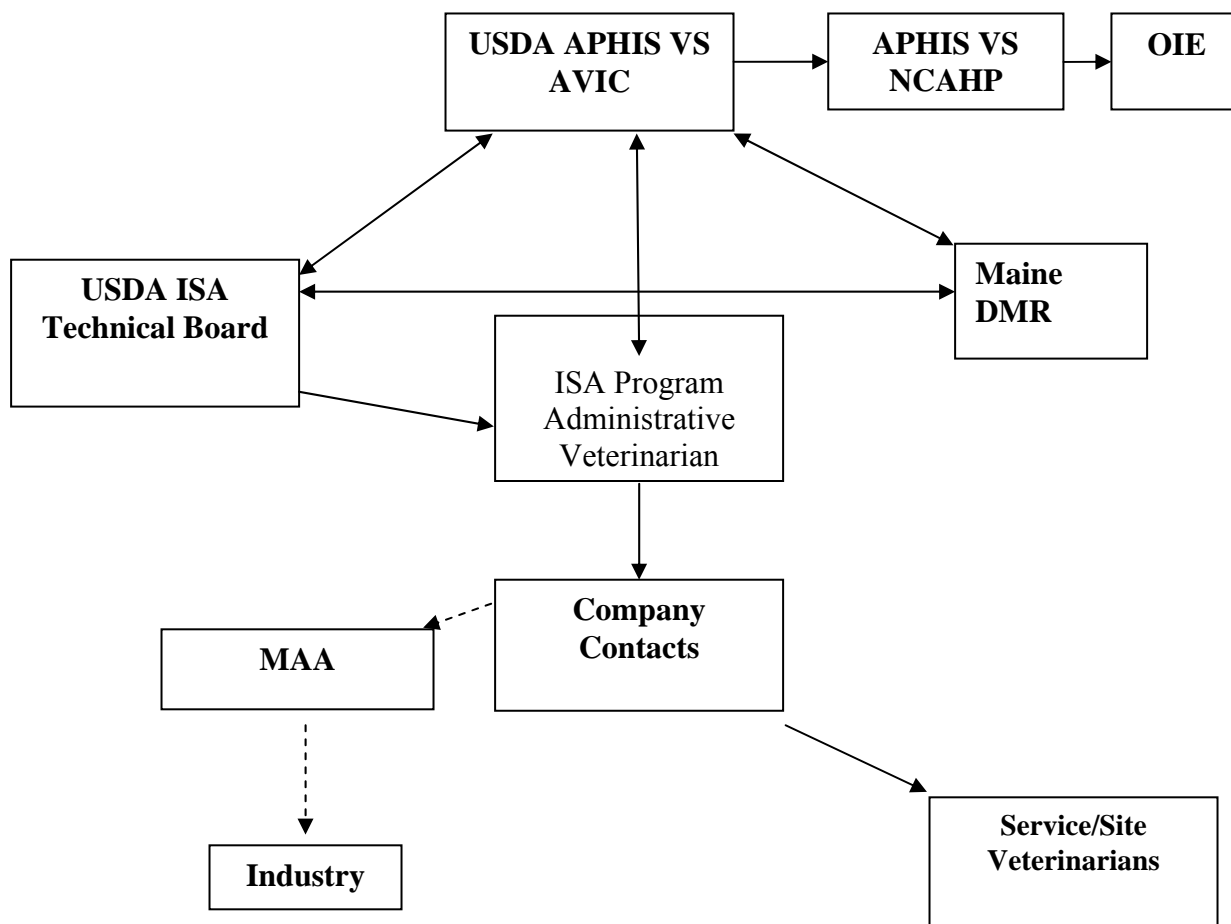 USDA APHIS VS
AVIC
APHIS VS
NCAHP
OIE
USDA ISA
Technical Board
Maine
DMR
ISA Program
Administrative
Veterinarian
Company
Contacts
MAA
Service/Site
Veterinarians
Industry